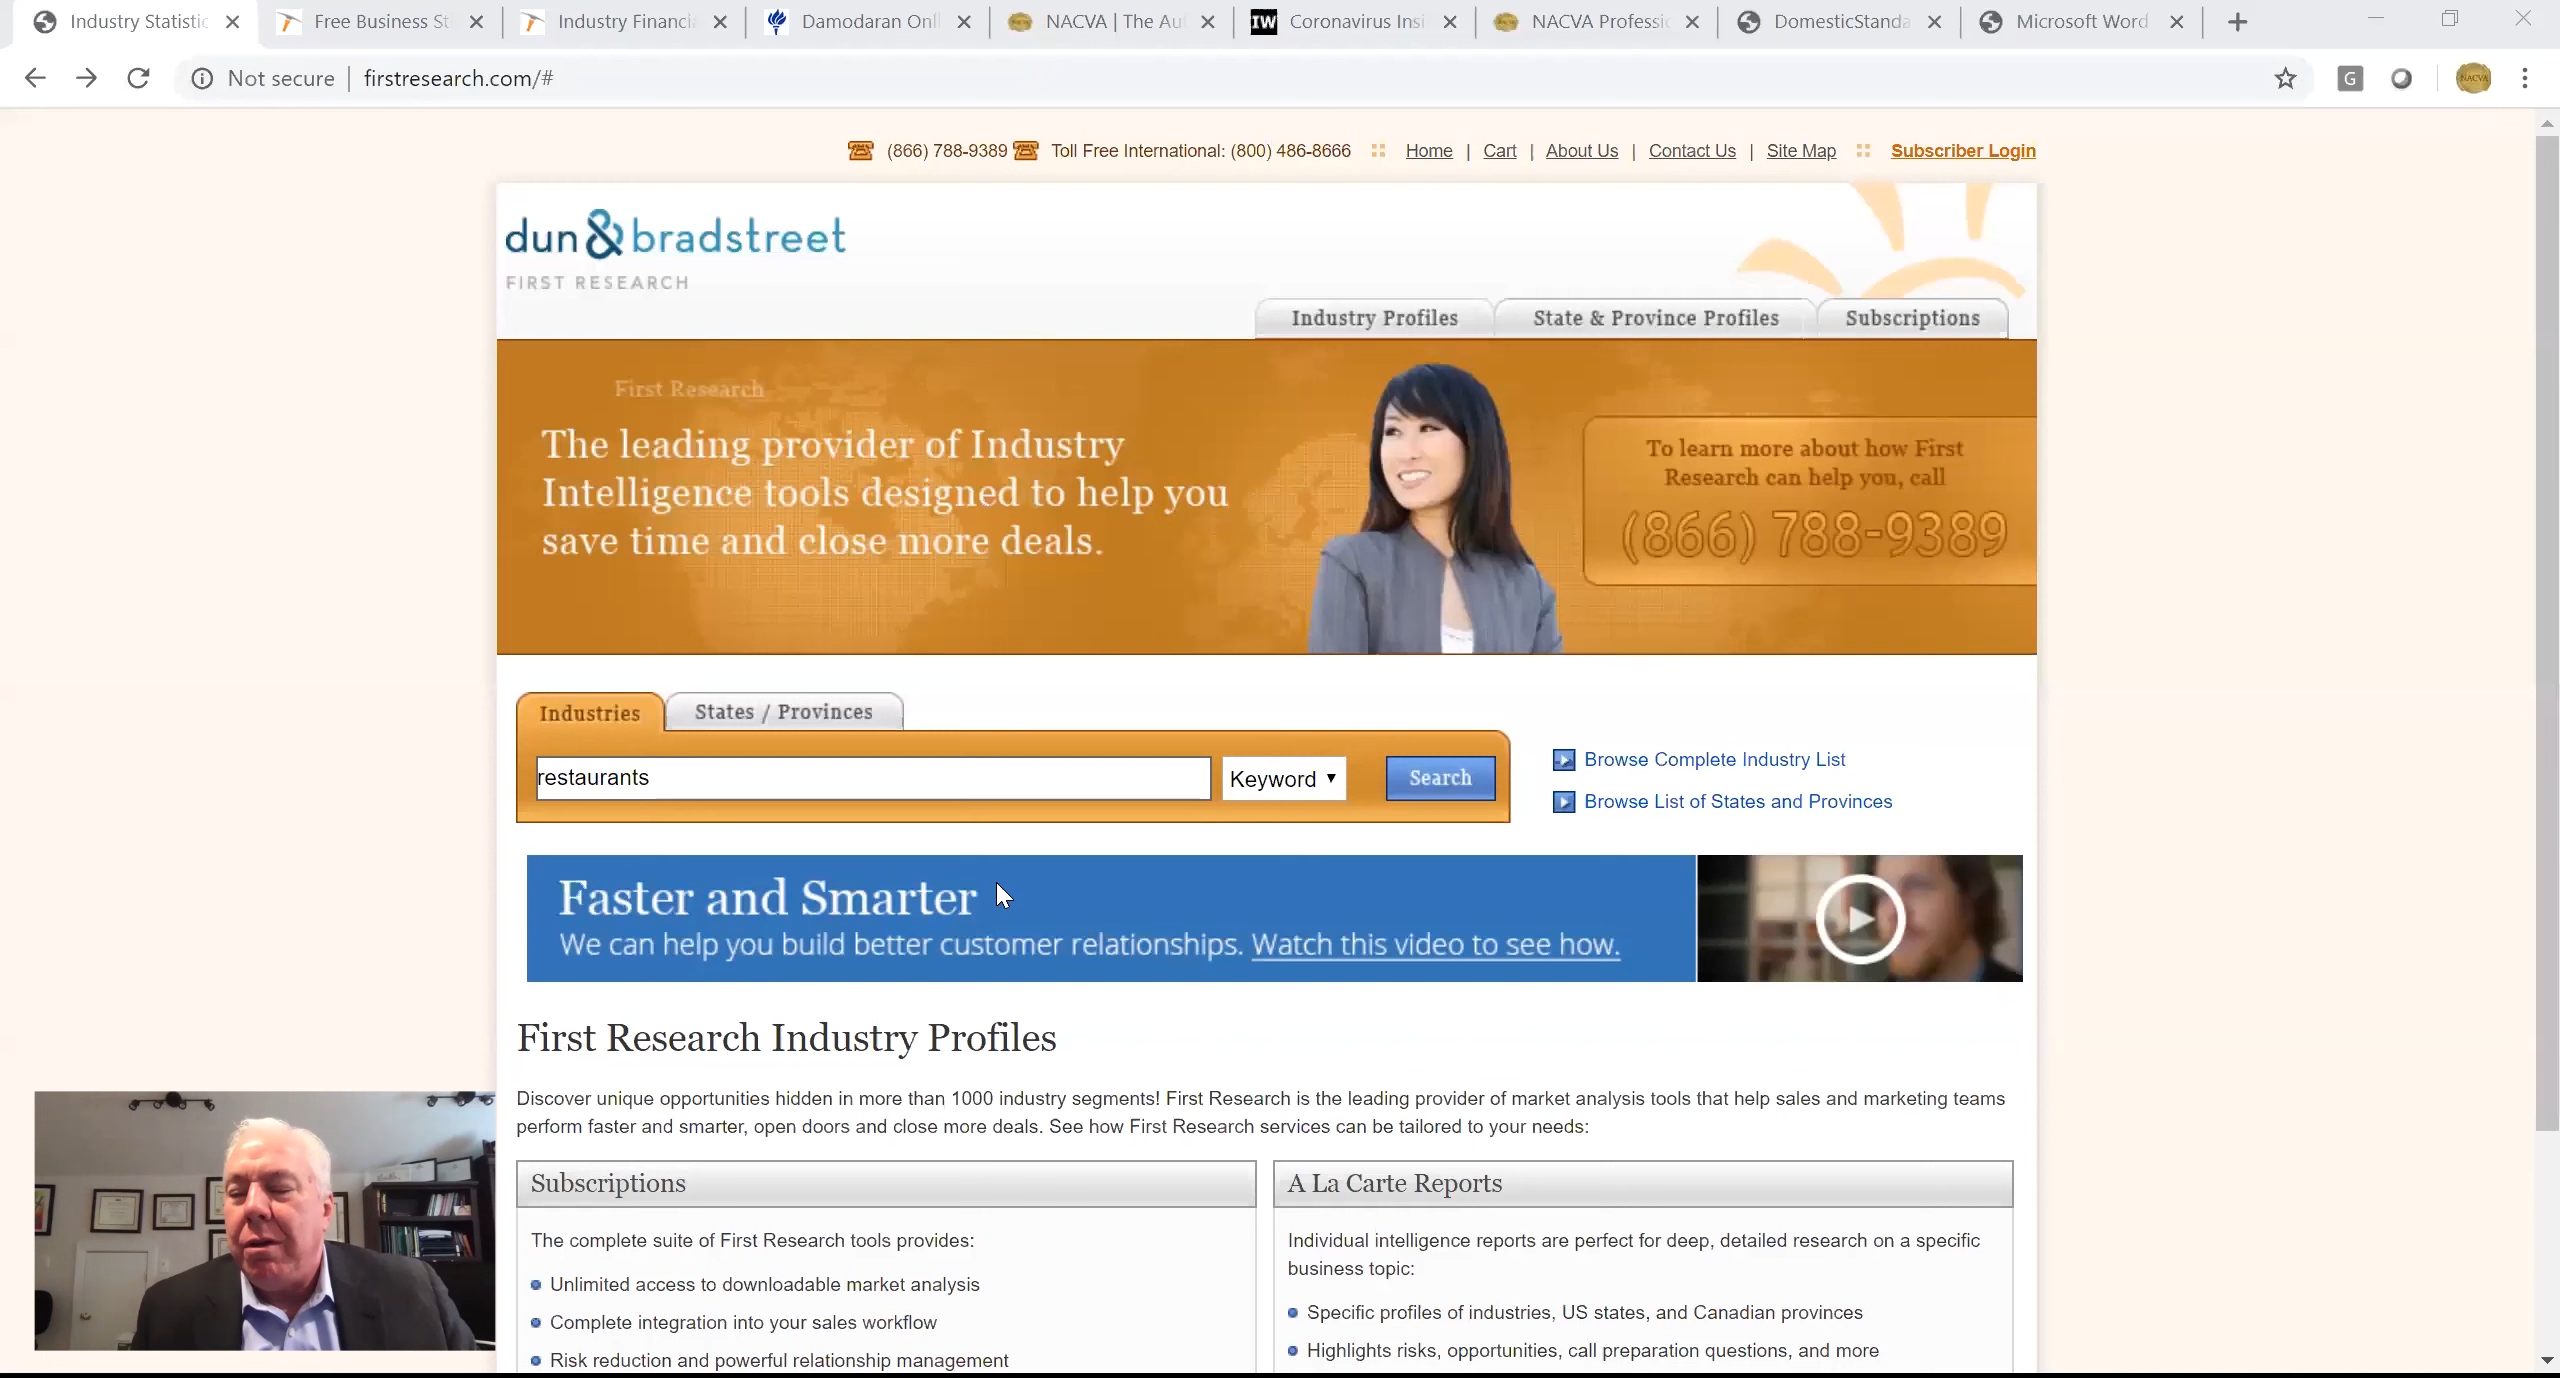 Industry Statistic
Free Business St
Industry Financi
Damodaran Onl
NACVA | The Au
IW
Coronavirus Insi
NACVA Professi
DomesticStanda
Microsoft Word
Not secure | firstresearch.com/#
G
NACVA
(866) 788-9389 Toll Free International: (800) 486-8666 Home | Cart | About Us | Contact Us | Site Map Subscriber Login
dun&bradstreet
FIRST RESEARCH
Industry Profiles
State & Province Profiles
Subscriptions
First Research
The leading provider of Industry
Intelligence tools designed to help you
save time and close more deals.
To learn more about how First
Research can help you, call
(866) 788-9389
Industries
States / Provinces
restaurants
Keyword
Search
Browse Complete Industry List
Browse List of States and Provinces
Faster and Smarter
We can help you build better customer relationships. Watch this video to see how.
First Research Industry Profiles
Discover unique opportunities hidden in more than 1000 industry segments! First Research is the leading provider of market analysis tools that help sales and marketing teams
perform faster and smarter, open doors and close more deals. See how First Research services can be tailored to your needs:
Subscriptions
The complete suite of First Research tools provides:
Unlimited access to downloadable market analysis
Complete integration into your sales workflow
Risk reduction and powerful relationship management
A La Carte Reports
Individual intelligence reports are perfect for deep, detailed research on a specific
business topic:
Specific profiles of industries, US states, and Canadian provinces
Highlights risks, opportunities, call preparation questions, and more